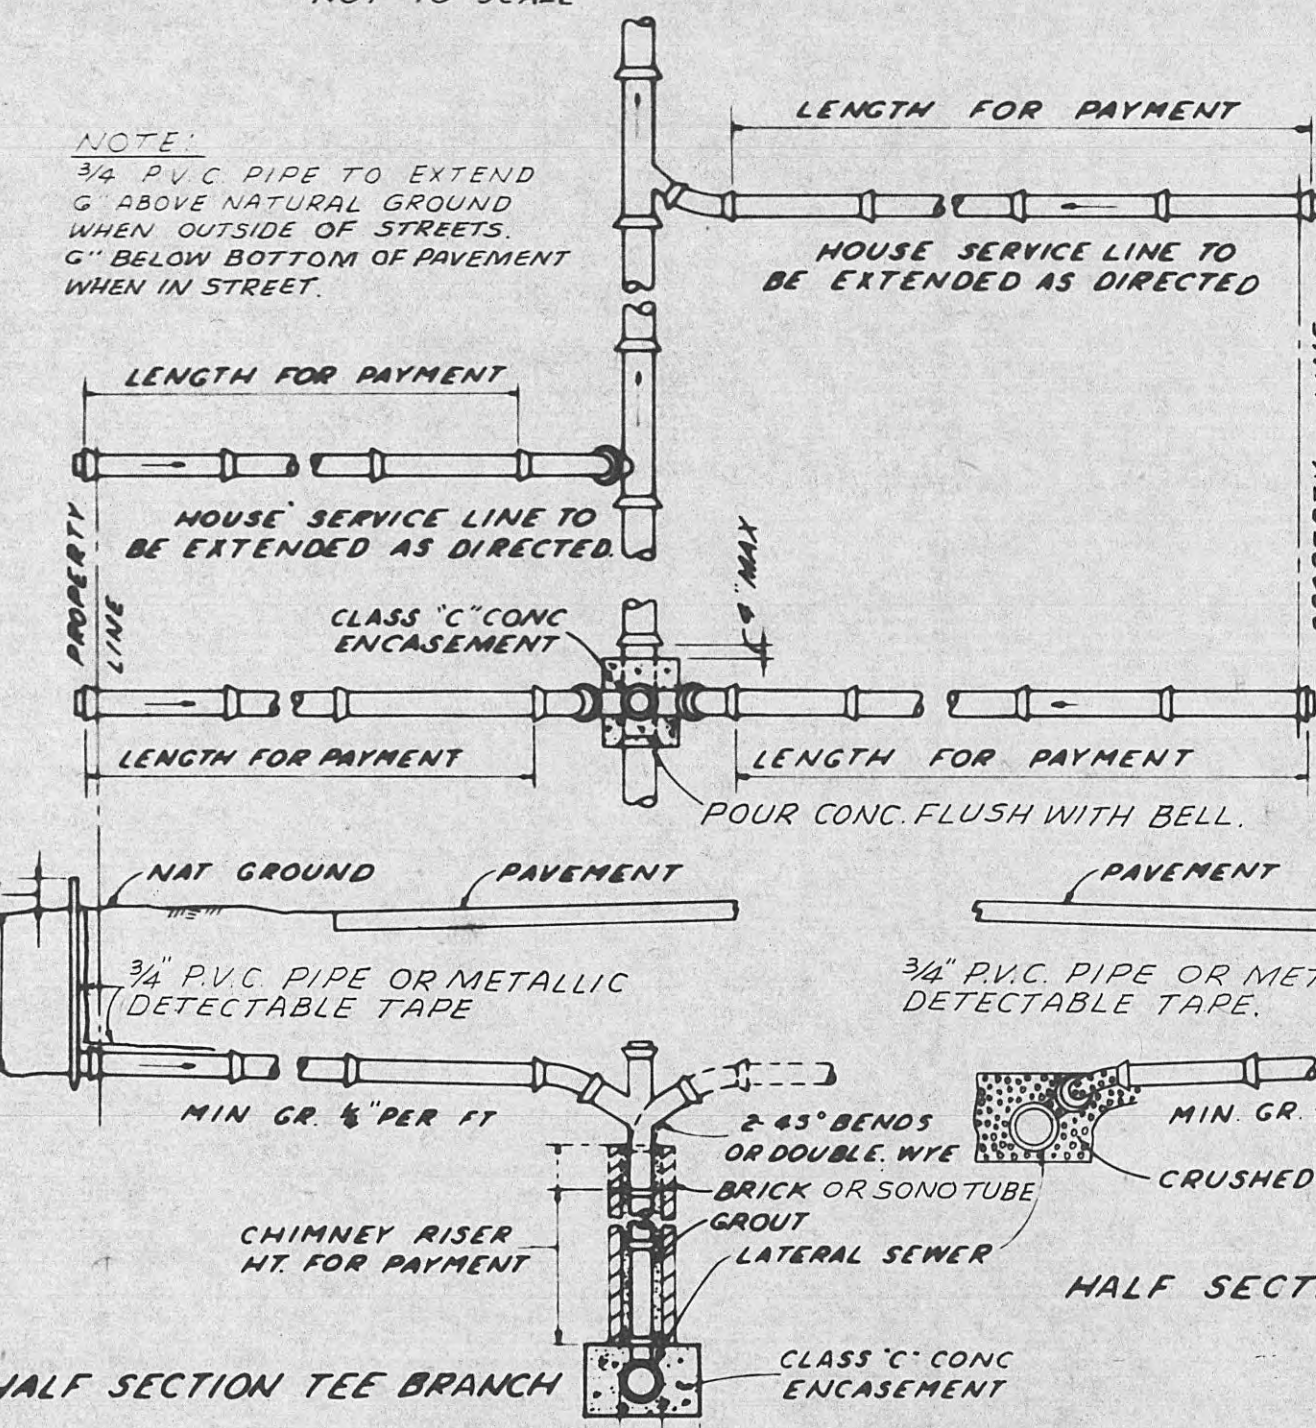 NOT TO SCALE
NOTE:
3/4 P.V.C. PIPE TO EXTEND
6" ABOVE NATURAL GROUND
WHEN OUTSIDE OF STREETS.
6" BELOW BOTTOM OF PAVEMENT
WHEN IN STREET.
LENGTH FOR PAYMENT
HOUSE SERVICE LINE TO
BE EXTENDED AS DIRECTED
LENGTH FOR PAYMENT
HOUSE SERVICE LINE TO
BE EXTENDED AS DIRECTED.
PROPERTY
LINE
4" MAX
CLASS "C" CONC
ENCASEMENT
LENGTH FOR PAYMENT
LENGTH FOR PAYMENT
POUR CONC. FLUSH WITH BELL.
NAT GROUND
PAVEMENT
PAVEMENT
3/4" P.V.C. PIPE OR METALLIC
DETECTABLE TAPE
3/4" P.V.C. PIPE OR MET
DETECTABLE TAPE.
MIN GR. "PER FT
2-45° BENDS
OR DOUBLE. WYE
MIN. GR.
BRICK OR SONOTUBE
CRUSHED
GROUT
CHIMNEY RISER
HT. FOR PAYMENT
LATERAL SEWER
HALF SECT
CLASS "C" CONC
ENCASEMENT
HALF SECTION TEE BRANCH